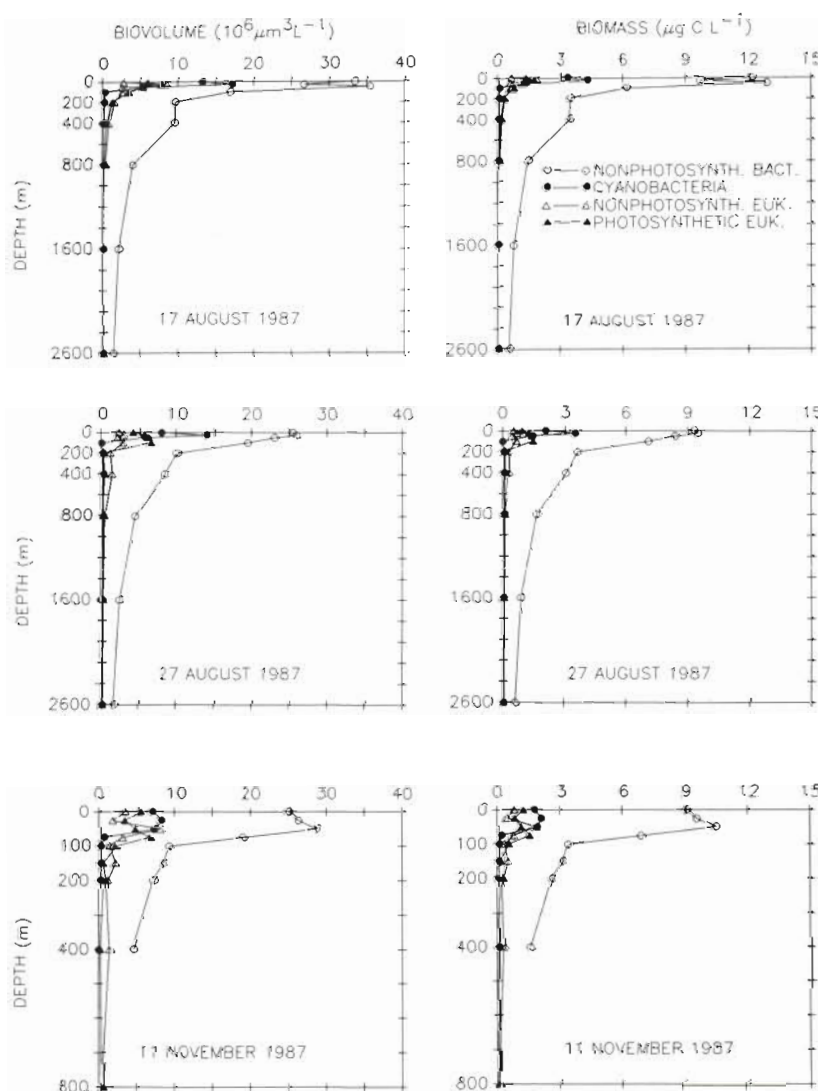 BIOVOLUME (10⁶μm³L⁻¹)
0 10 20 30 40
0
200
400
800
1600
2600
DEPTH (m)
17 AUGUST 1987
BIOMASS (μg C L⁻¹)
0 3 6 9 12 15
0
200
400
800
1600
2600
NONPHOTOSYNTH. BACT.
CYANOBACTERIA
NONPHOTOSYNTH. EUK.
PHOTOSYNTHETIC EUK.
17 AUGUST 1987
0 10 20 30 40
0
200
400
800
1600
2600
DEPTH (m)
27 AUGUST 1987
0 3 6 9 12 15
0
200
400
800
1600
2600
27 AUGUST 1987
0 10 20 30 40
0
100
200
400
800
DEPTH (m)
11 NOVEMBER 1987
0 3 6 9 12 15
0
100
200
400
800
11 NOVEMBER 1987